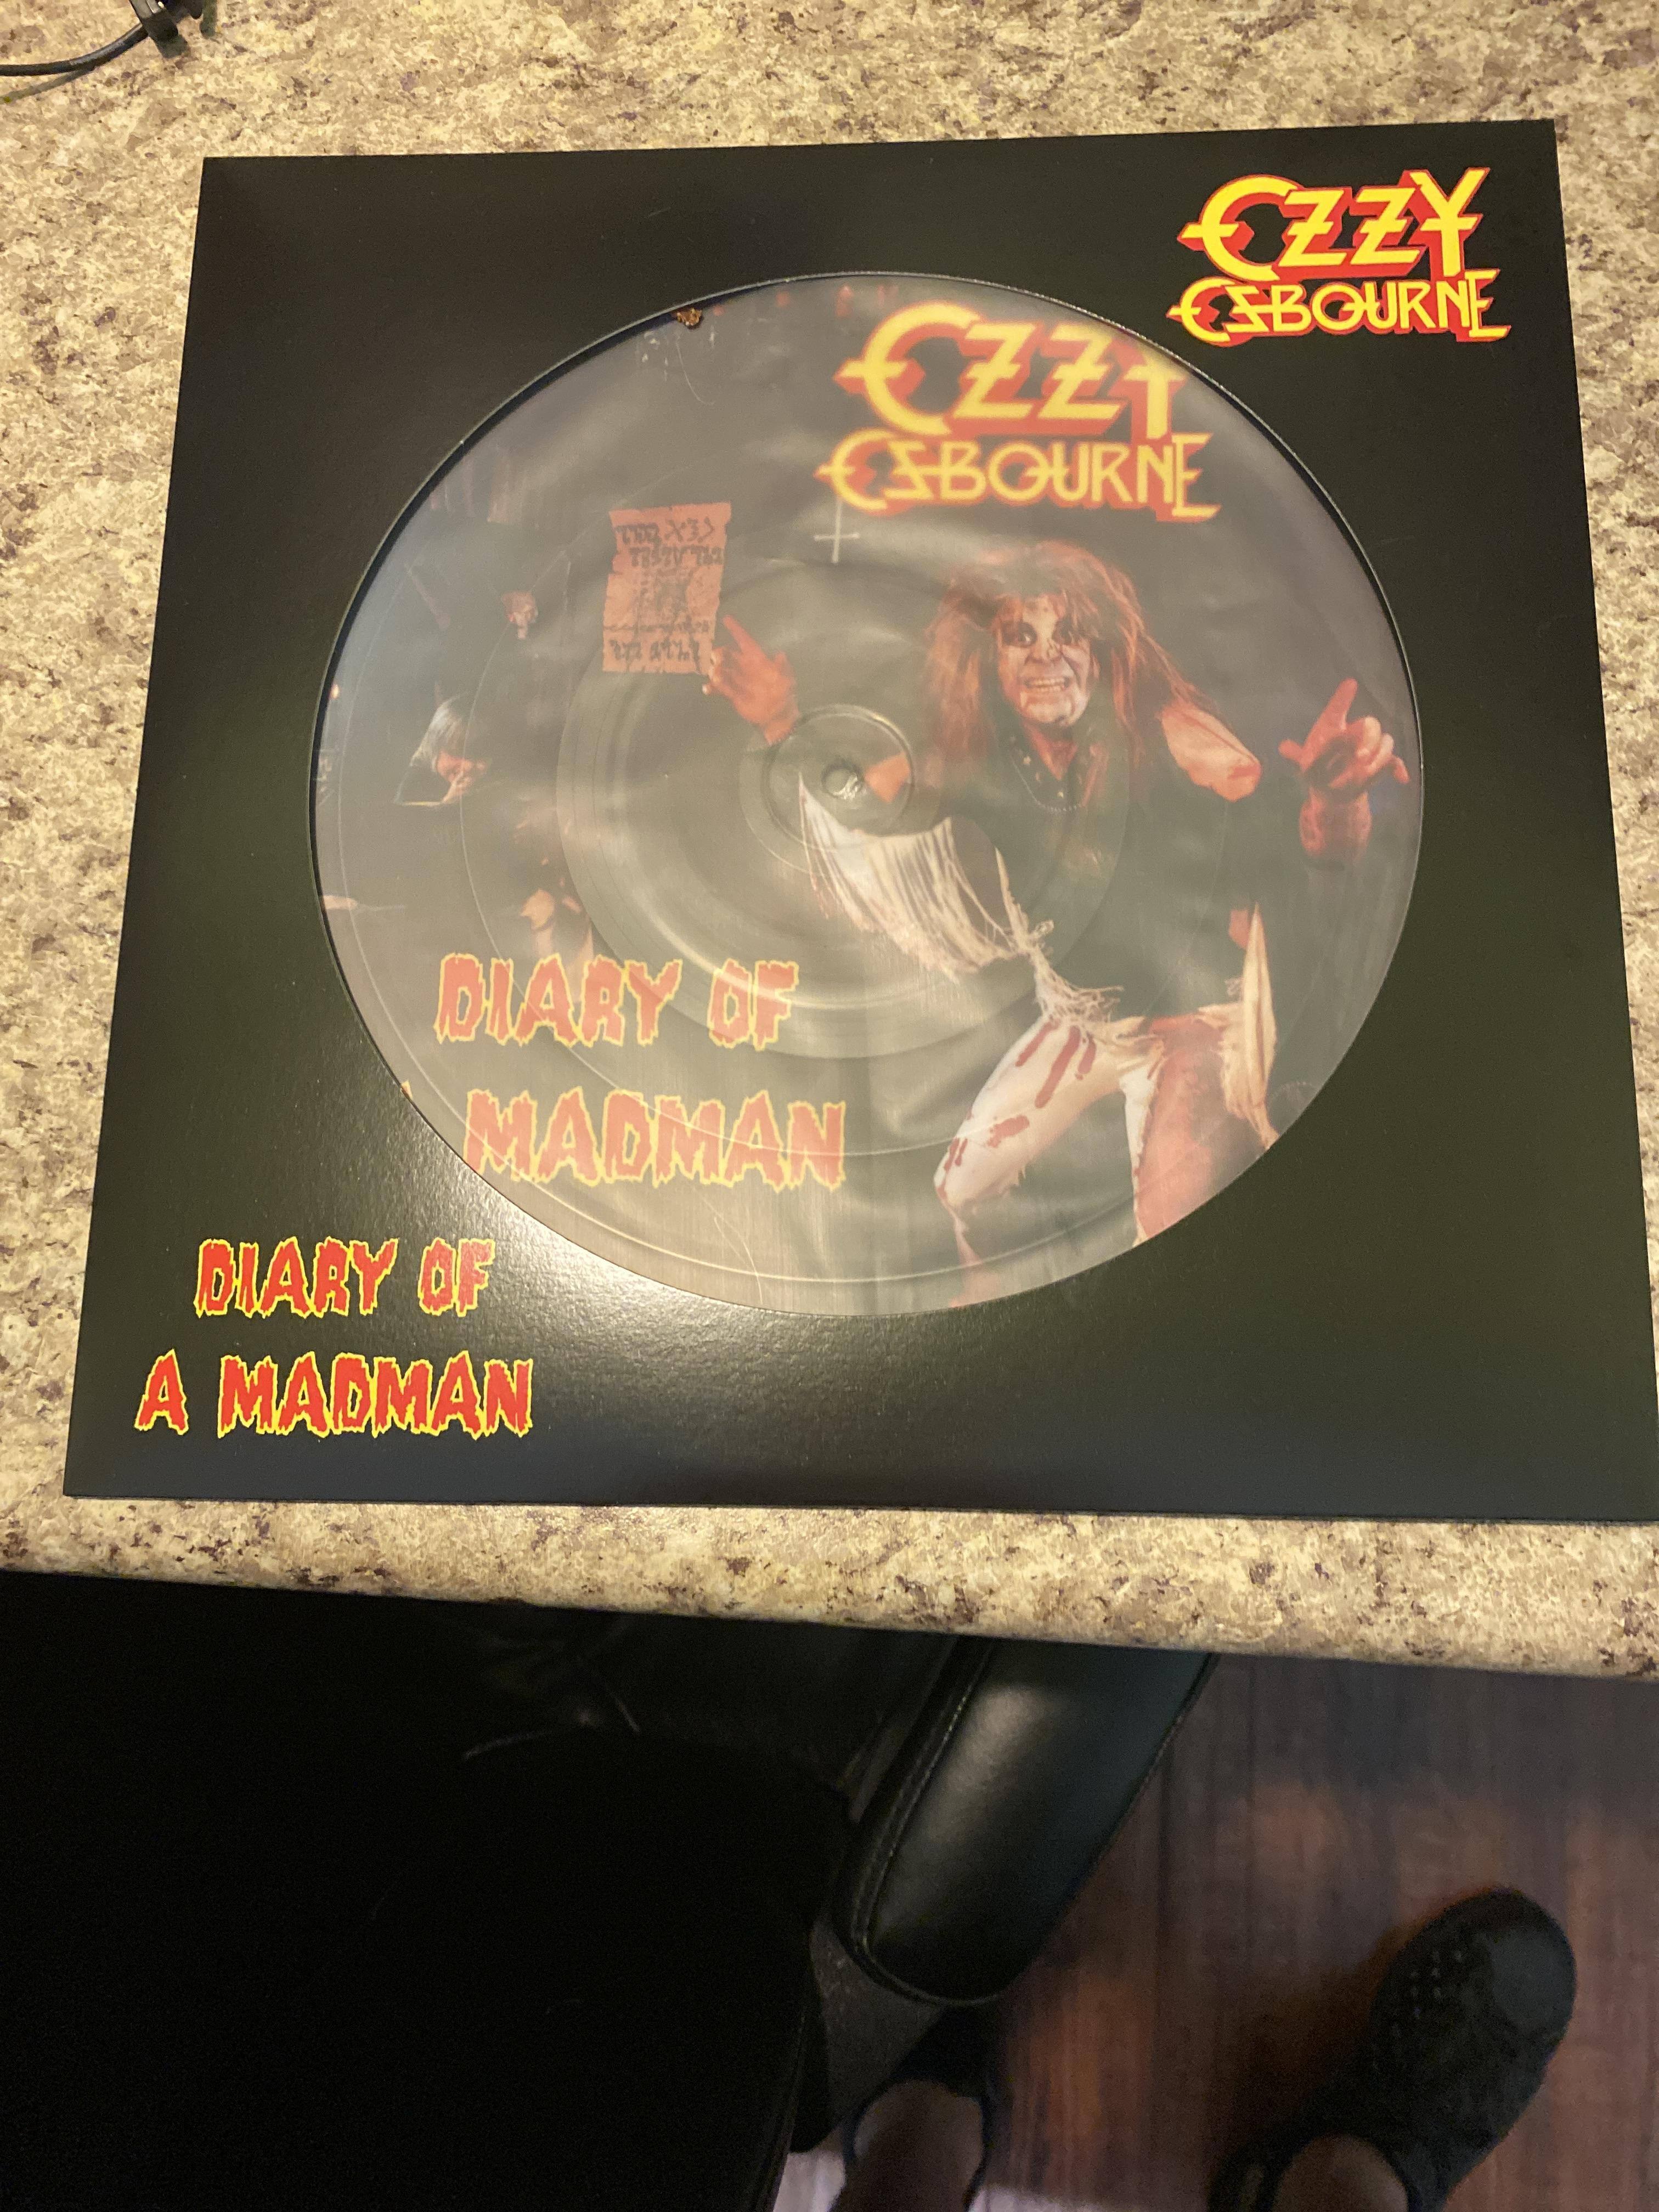 OZZY
OSBOURNE
OZZY
OSBOURNE
DIARY OF
MADMAN
DIARY OF
A MADMAN